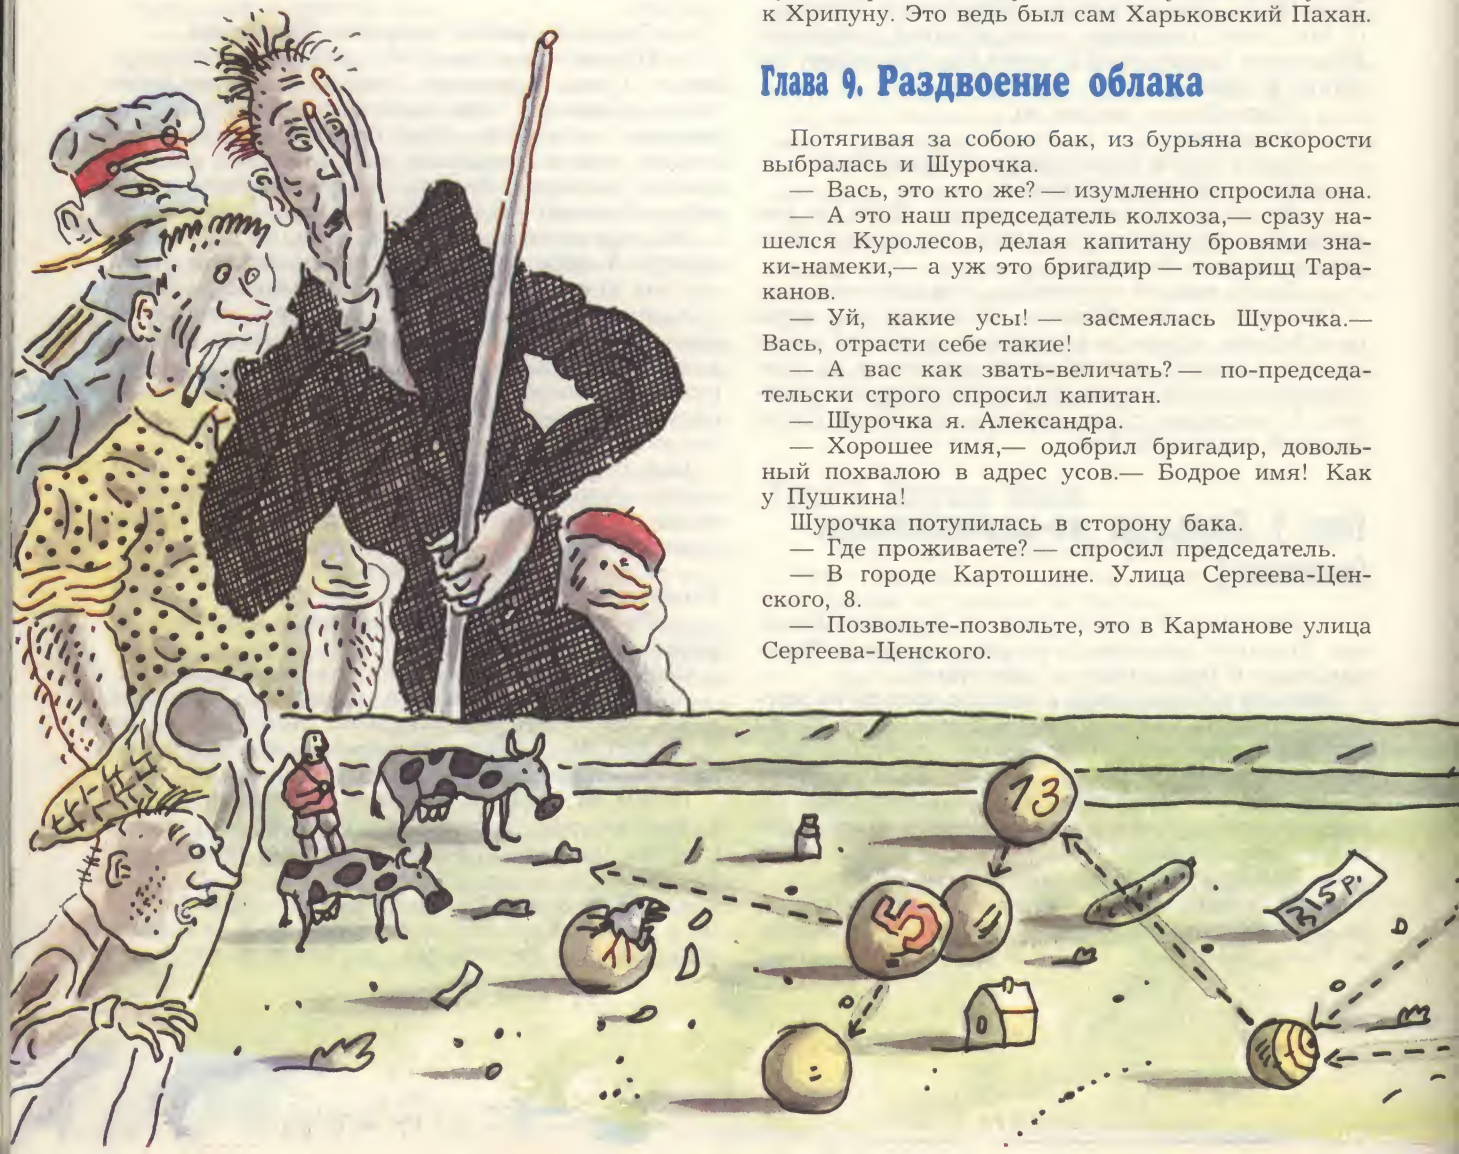 к Хрипуну. Это ведь был сам Харьковский Пахан.
Глава 9. Раздвоение облака
Потягивая за собою бак, из бурьяна вскорости
выбралась и Шурочка.
— Вась, это кто же? — изумленно спросила она.
— А это наш председатель колхоза,— сразу на-
шелся Куролесов, делая капитану бровями зна-
ки-намеки,— а уж это бригадир — товарищ Тара-
канов.
— Уй, какие усы! — засмеялась Шурочка.—
Вась, отрасти себе такие!
— А вас как звать-величать? — по-председа-
тельски строго спросил капитан.
— Шурочка я. Александра.
— Хорошее имя,— одобрил бригадир, доволь-
ный похвалою в адрес усов.— Бодрое имя! Как
у Пушкина!
Шурочка потупилась в сторону бака.
— Где проживаете? — спросил председатель.
— В городе Картошине. Улица Сергеева-Цен-
ского, 8.
— Позвольте-позвольте, это в Карманове улица
Сергеева-Ценского.
13
5
315 р.